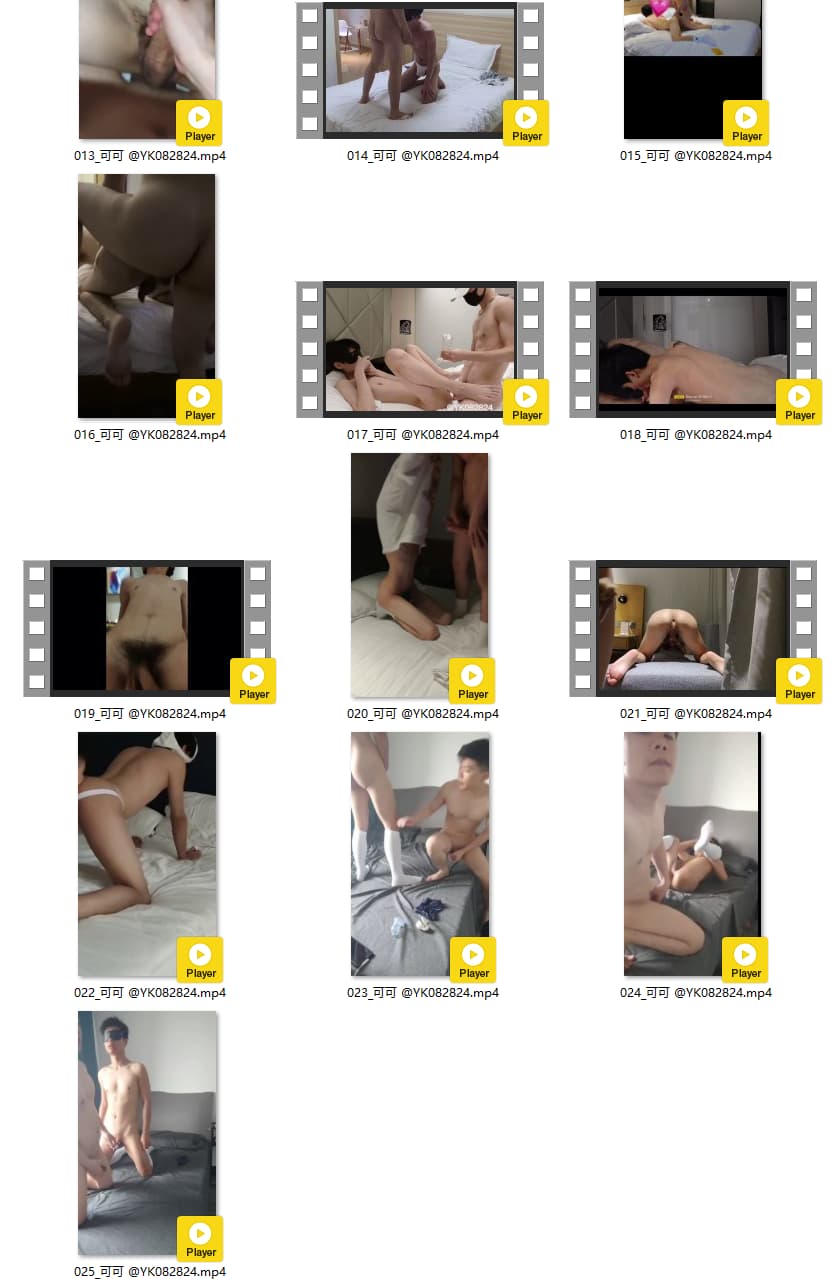 Player
Player
Player
013_可可 @YK082824.mp4
014_可可 @YK082824.mp4
015_可可 @YK082824.mp4
Player
@YK082824
Player
Player
016_可可 @YK082824.mp4
017_可可 @YK082824.mp4
018_可可 @YK082824.mp4
Player
Player
Player
019_可可 @YK082824.mp4
020_可可 @YK082824.mp4
021_可可 @YK082824.mp4
Player
Player
Player
022_可可 @YK082824.mp4
023_可可 @YK082824.mp4
024_可可 @YK082824.mp4
Player
025_可可 @YK082824.mp4